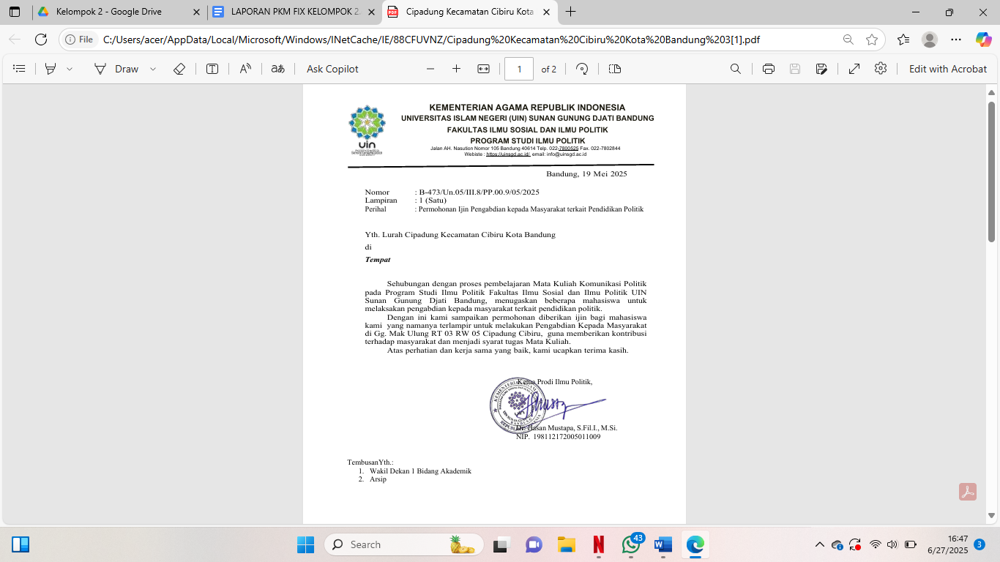 Kelompok 2 - Google Drive
LAPORAN PKM FIX KELOMPOK 2.
Cipadung Kecamatan Cibiru Kota
File
C:/Users/acer/AppData/Local/Microsoft/Windows/INetCache/IE/88CFUVNZ/Cipadung%20Kecamatan%20Cibiru%20Kota%20Bandung%203[1].pdf
Draw
Ask Copilot
1 of 2
Edit with Acrobat
KEMENTERIAN AGAMA REPUBLIK INDONESIA
UNIVERSITAS ISLAM NEGERI (UIN) SUNAN GUNUNG DJATI BANDUNG
FAKULTAS ILMU SOSIAL DAN ILMU POLITIK
PROGRAM STUDI ILMU POLITIK
Jalan AH. Nasution Nomor 105 Bandung 40614 Telp. 022-7800525 Fax. 022-7802844
Webiste : https://uinsgd.ac.id/ email: info@uinsgd.ac.id
uin
Bandung, 19 Mei 2025
Nomor : B-473/Un.05/III.8/PP.00.9/05/2025
Lampiran : 1 (Satu)
Perihal : Permohonan Ijin Pengabdian kepada Masyarakat terkait Pendidikan Politik
Yth. Lurah Cipadung Kecamatan Cibiru Kota Bandung
di
Tempat
Sehubungan dengan proses pembelajaran Mata Kuliah Komunikasi Politik
pada Program Studi Ilmu Politik Fakultas Ilmu Sosial dan Ilmu Politik UIN
Sunan Gunung Djati Bandung, menugaskan beberapa mahasiswa untuk
melaksakan pengabdian kepada masyarakat terkait pendidikan politik.
Dengan ini kami sampaikan permohonan diberikan ijin bagi mahasiswa
kami yang namanya terlampir untuk melakukan Pengabdian Kepada Masyarakat
di Gg. Mak Ulung RT 03 RW 05 Cipadung Cibiru, guna memberikan kontribusi
terhadap masyarakat dan menjadi syarat tugas Mata Kuliah.
Atas perhatian dan kerja sama yang baik, kami ucapkan terima kasih.
Ketua Prodi Ilmu Politik,
KEMENTERIAN AGAMA
uin
BANDUNG
Dr. Hasan Mustapa, S.Fil.I., M.Si.
NIP. 198112172005011009
TembusanYth.:
1. Wakil Dekan 1 Bidang Akademik
2. Arsip
Search
43
16:47
6/27/2025
3